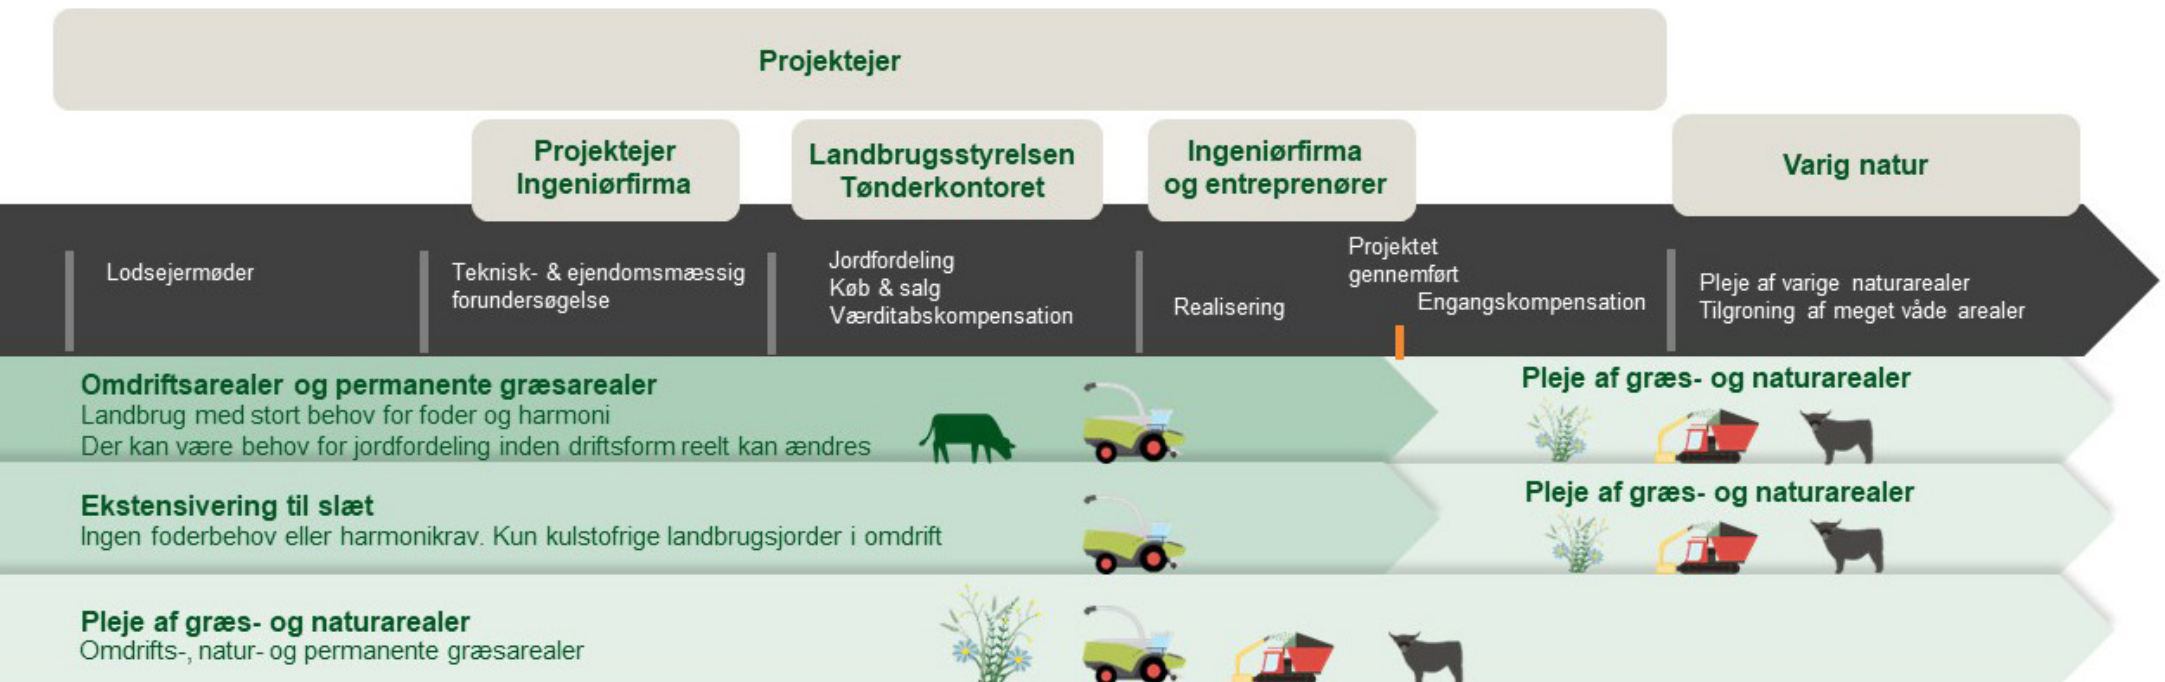 Projektejer
Projektejer
Ingeniørfirma
Landbrugsstyrelsen
Tønderkontoret
Ingeniørfirma
og entreprenører
Varig natur
Lodsejermøder
Teknisk- & ejendomsmæssig
forundersøgelse
Jordfordeling
Køb & salg
Værditabskompensation
Realisering
Projektet
gennemført
Engangskompensation
Pleje af varige naturarealer
Tilgroning af meget våde arealer
Omdriftsarealer og permanente græsarealer
Landbrug med stort behov for foder og harmoni
Der kan være behov for jordfordeling inden driftsform reelt kan ændres
Pleje af græs- og naturarealer
Ekstensivering til slæt
Ingen foderbehov eller harmonikrav. Kun kulstofrige landbrugsjorder i omdrift
Pleje af græs- og naturarealer
Pleje af græs- og naturarealer
Omdrifts-, natur- og permanente græsarealer